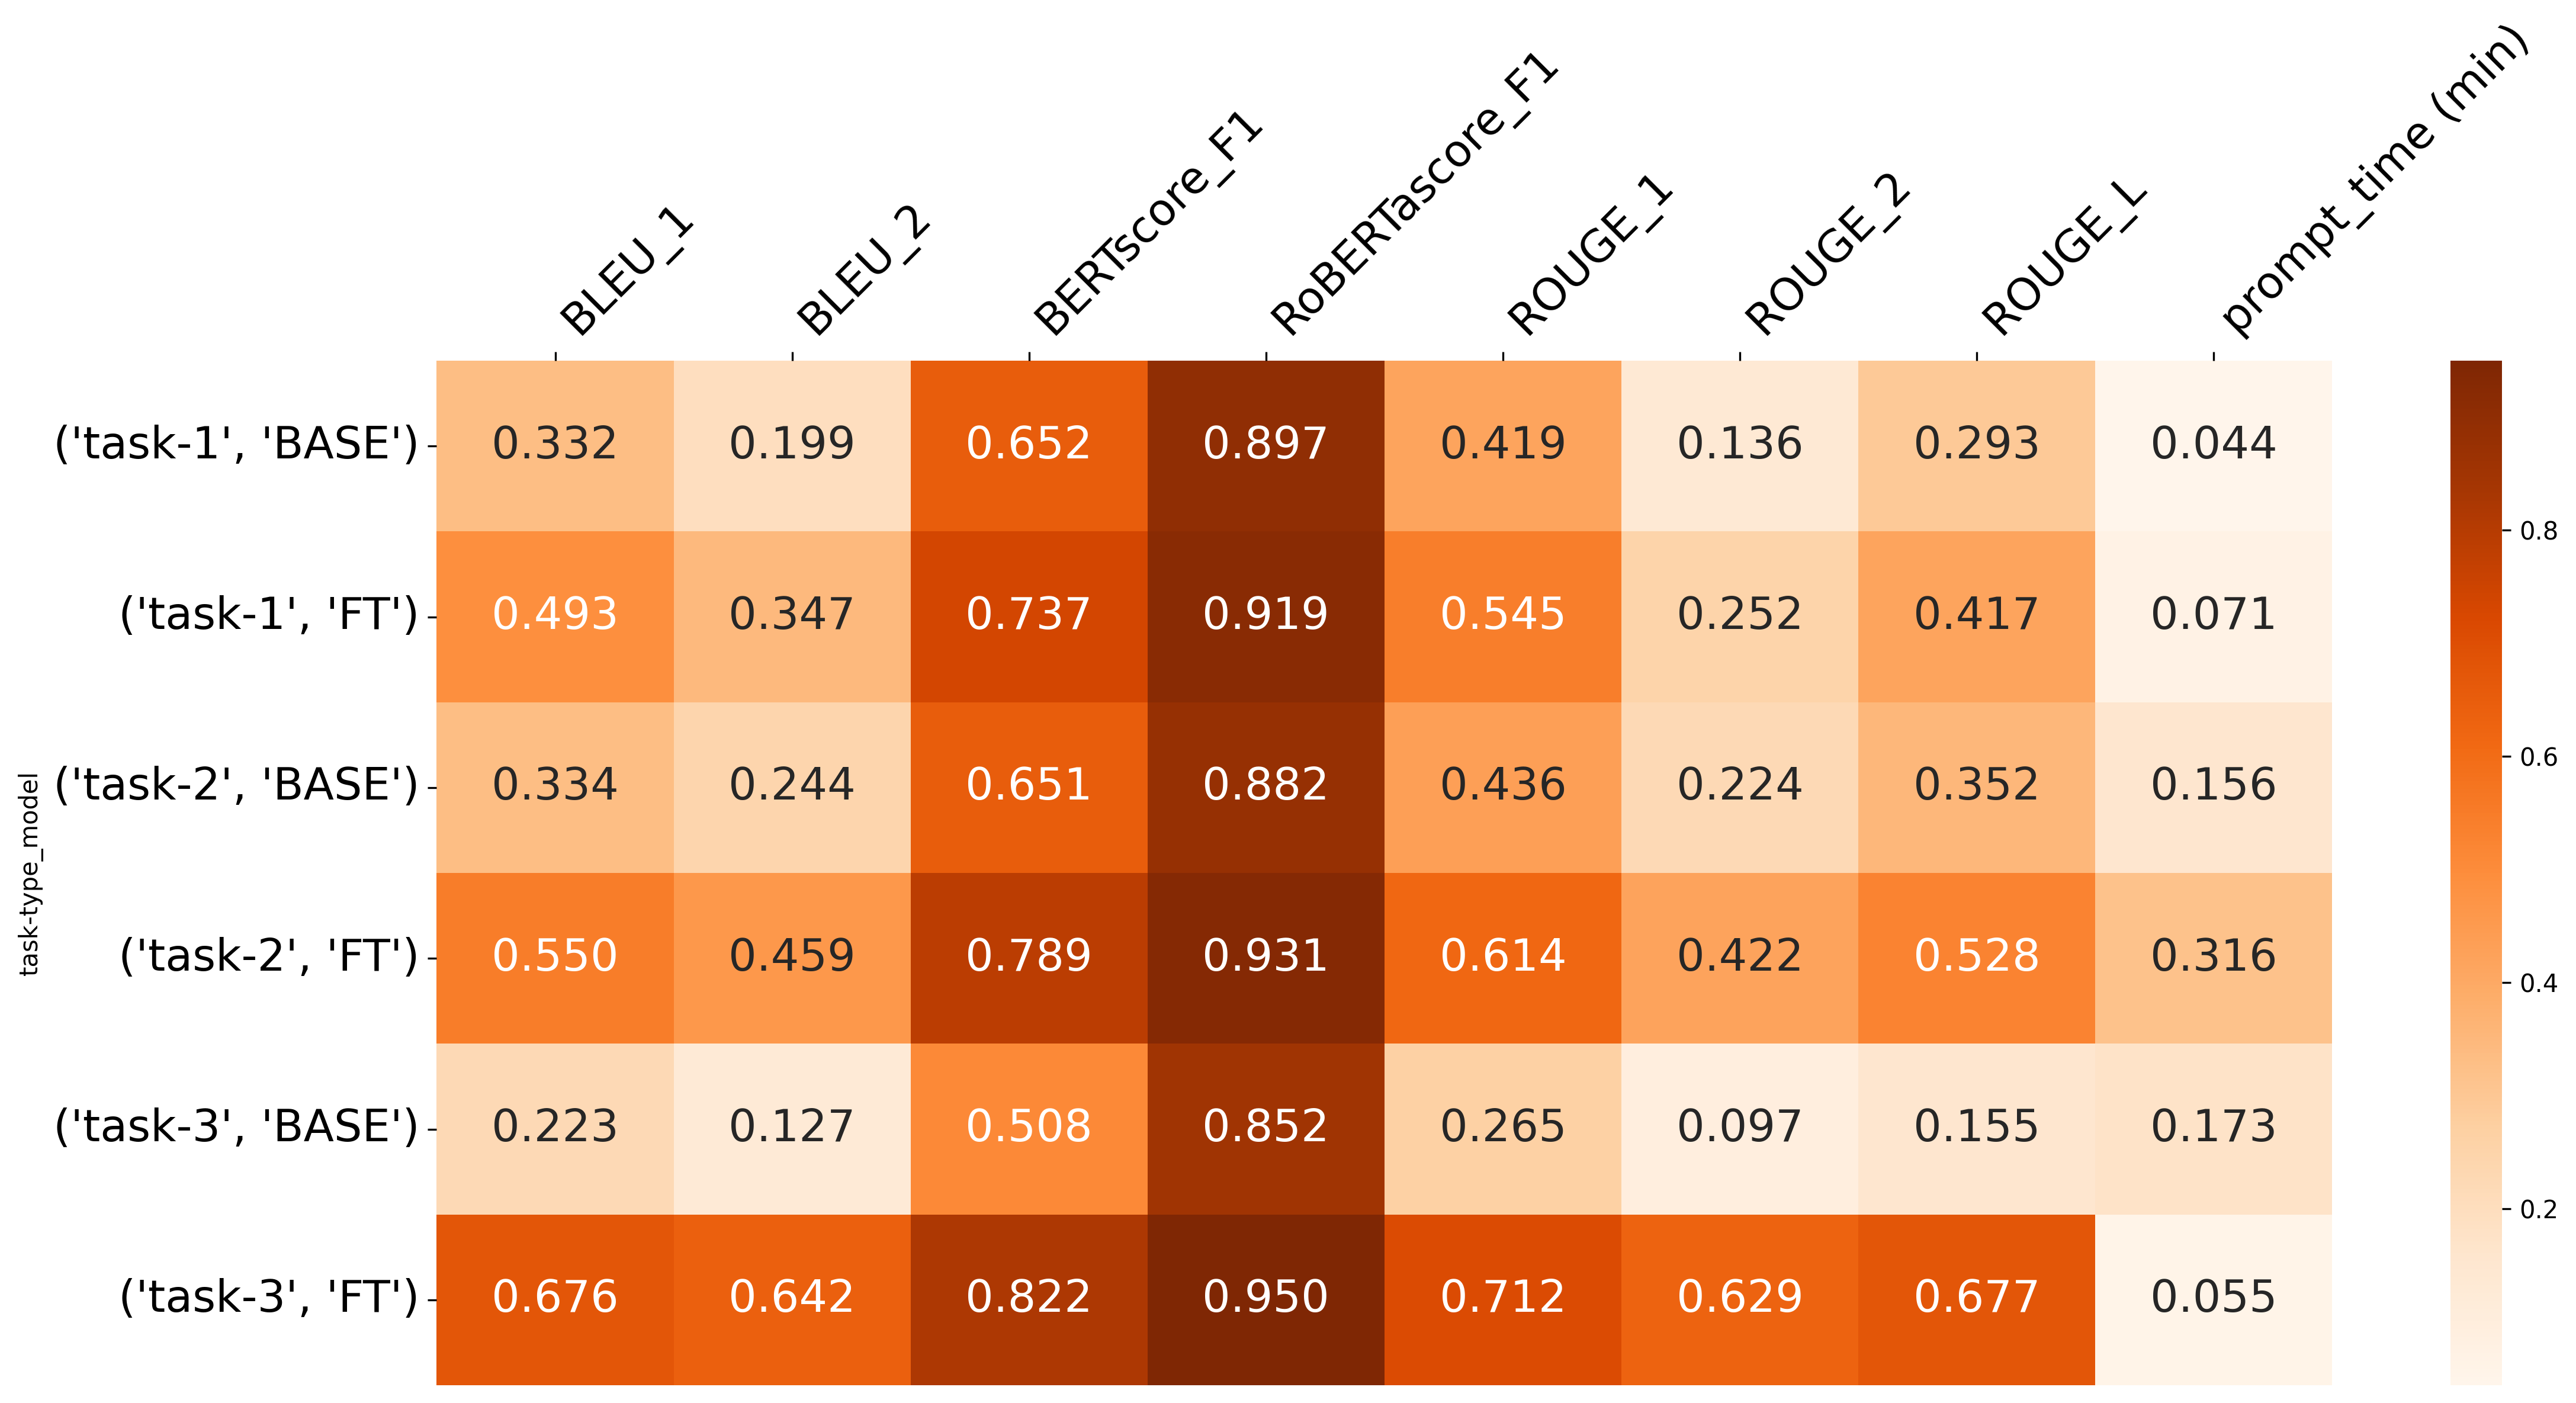 BLEU_1 BLEU_2 BERTscore_F1 RoBERTascore_F1 ROUGE_1 ROUGE_2 ROUGE_L prompt_time (min)
task-type_model
('task-1', 'BASE') 0.332 0.199 0.652 0.897 0.419 0.136 0.293 0.044
('task-1', 'FT') 0.493 0.347 0.737 0.919 0.545 0.252 0.417 0.071
('task-2', 'BASE') 0.334 0.244 0.651 0.882 0.436 0.224 0.352 0.156
('task-2', 'FT') 0.550 0.459 0.789 0.931 0.614 0.422 0.528 0.316
('task-3', 'BASE') 0.223 0.127 0.508 0.852 0.265 0.097 0.155 0.173
('task-3', 'FT') 0.676 0.642 0.822 0.950 0.712 0.629 0.677 0.055
0.8
0.6
0.4
0.2